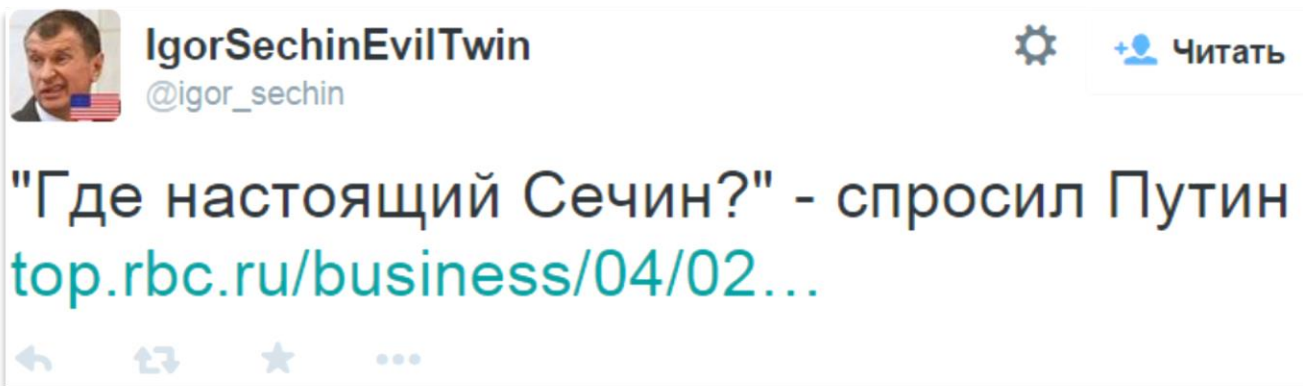 IgorSechinEvilTwin
@igor_sechin
Читать
"Где настоящий Сечин?" - спросил Путин
top.rbc.ru/business/04/02…